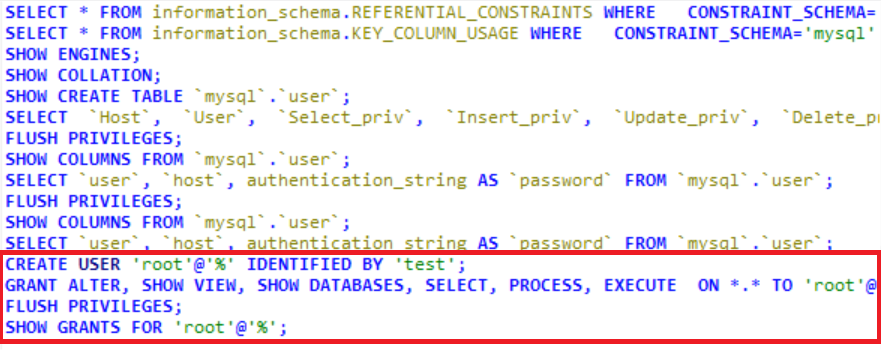 SELECT * FROM information_schema.REFERENTIAL_CONSTRAINTS WHERE   CONSTRAINT_SCHEMA=
SELECT * FROM information_schema.KEY_COLUMN_USAGE WHERE   CONSTRAINT_SCHEMA='mysql'
SHOW ENGINES;
SHOW COLLATION;
SHOW CREATE TABLE `mysql`.`user`;
SELECT  `Host`,  `User`,  `Select_priv`,  `Insert_priv`,  `Update_priv`,  `Delete_pr
FLUSH PRIVILEGES;
SHOW COLUMNS FROM `mysql`.`user`;
SELECT `user`, `host`, authentication_string AS `password` FROM `mysql`.`user`;
FLUSH PRIVILEGES;
SHOW COLUMNS FROM `mysql`.`user`;
SELECT `user`, `host`, authentication_string AS `password` FROM `mysql`.`user`;
CREATE USER 'root'@'%' IDENTIFIED BY 'test';
GRANT ALTER, SHOW VIEW, SHOW DATABASES, SELECT, PROCESS, EXECUTE  ON *.* TO 'root'@
FLUSH PRIVILEGES;
SHOW GRANTS FOR 'root'@'%';